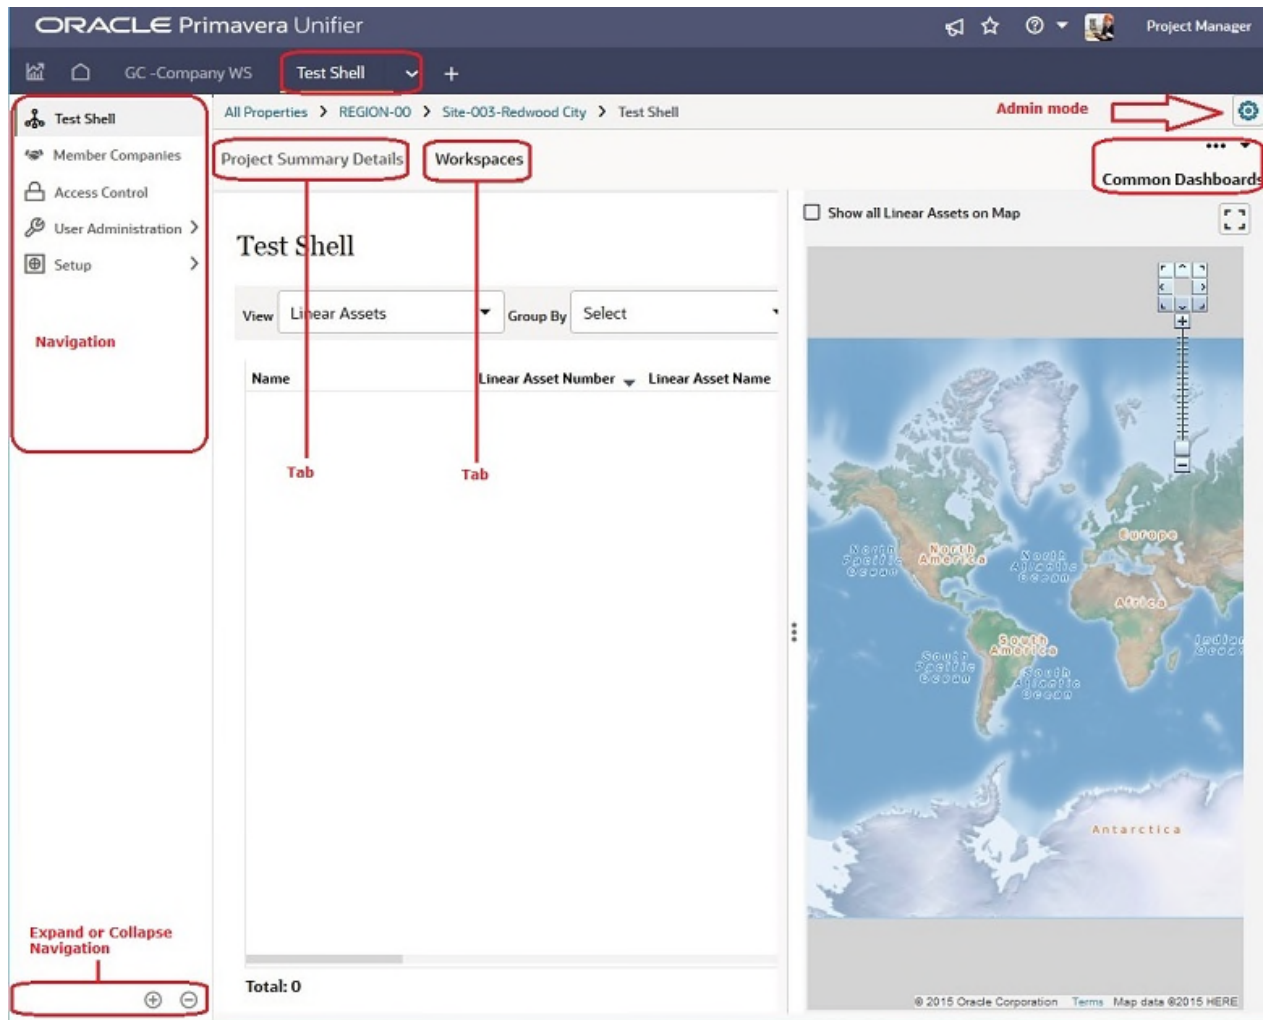 ORACLE Primavera Unifier
Project Manager
GC -Company WS
Test Shell
All Properties > REGION-00 > Site-003-Redwood City > Test Shell
Admin mode
Test Shell
Member Companies
Access Control
User Administration
Setup
Navigation
Project Summary Details
Workspaces
Common Dashboards
Test Shell
View
Linear Assets
Group By
Select
Name
Linear Asset Number
Linear Asset Name
Tab
Tab
Total: 0
Expand or Collapse
Navigation
Show all Linear Assets on Map
Europe
North
Pacific
Ocean
North
America
North
Atlantic
Ocean
Africa
South
America
South
Pacific
Ocean
South
Atlantic
Ocean
Antarctica
© 2015 Oracle Corporation Terms Map data ©2015 HERE